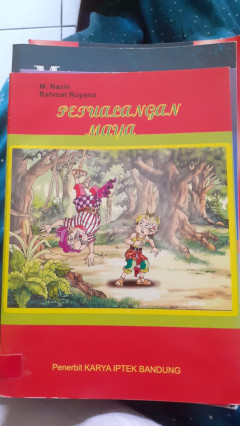 M. Nasir
Rahmat Ruyana
PETUALANGAN
MAYA
Penerbit KARYA IPTEK BANDUNG